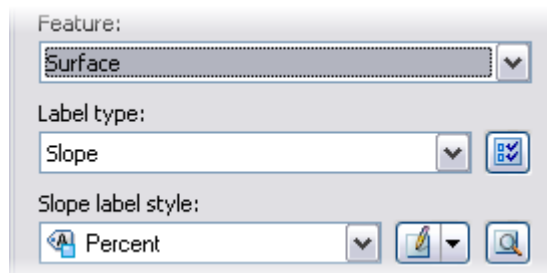 Feature:
Surface
Label type:
Slope
Slope label style:
Percent